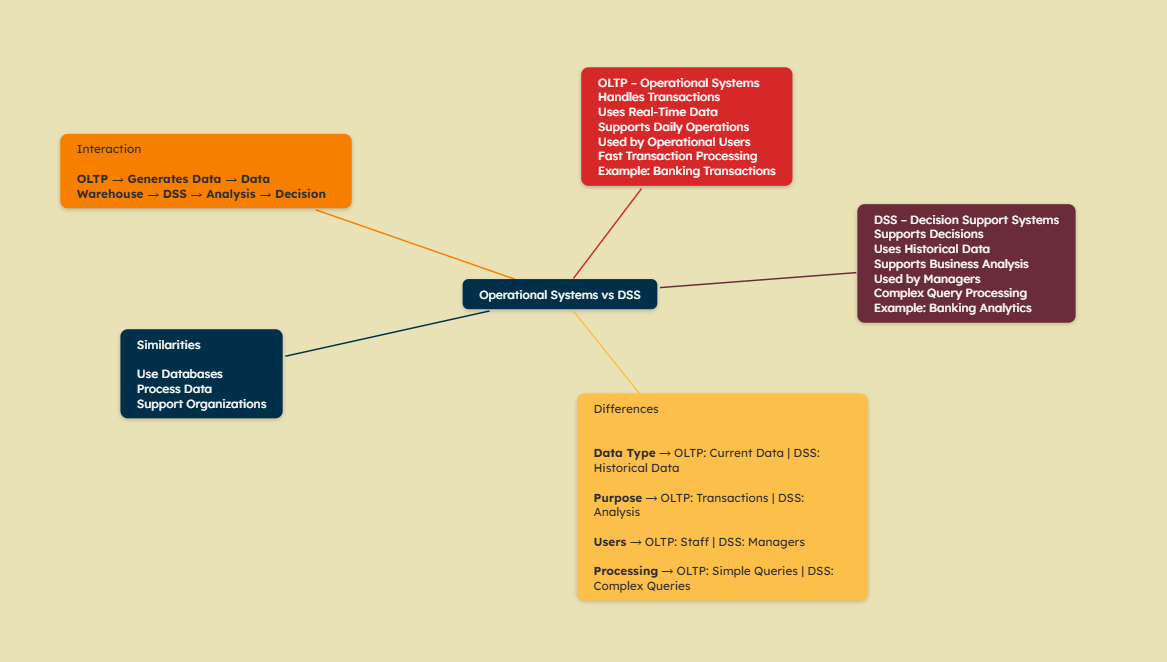 OLTP – Operational Systems
Handles Transactions
Uses Real-Time Data
Supports Daily Operations
Used by Operational Users
Fast Transaction Processing
Example: Banking Transactions
Interaction
OLTP → Generates Data → Data
Warehouse → DSS → Analysis → Decision
DSS – Decision Support Systems
Supports Decisions
Uses Historical Data
Supports Business Analysis
Used by Managers
Complex Query Processing
Example: Banking Analytics
Operational Systems vs DSS
Similarities
Use Databases
Process Data
Support Organizations
Differences
Data Type → OLTP: Current Data | DSS:
Historical Data
Purpose → OLTP: Transactions | DSS:
Analysis
Users → OLTP: Staff | DSS: Managers
Processing → OLTP: Simple Queries | DSS:
Complex Queries